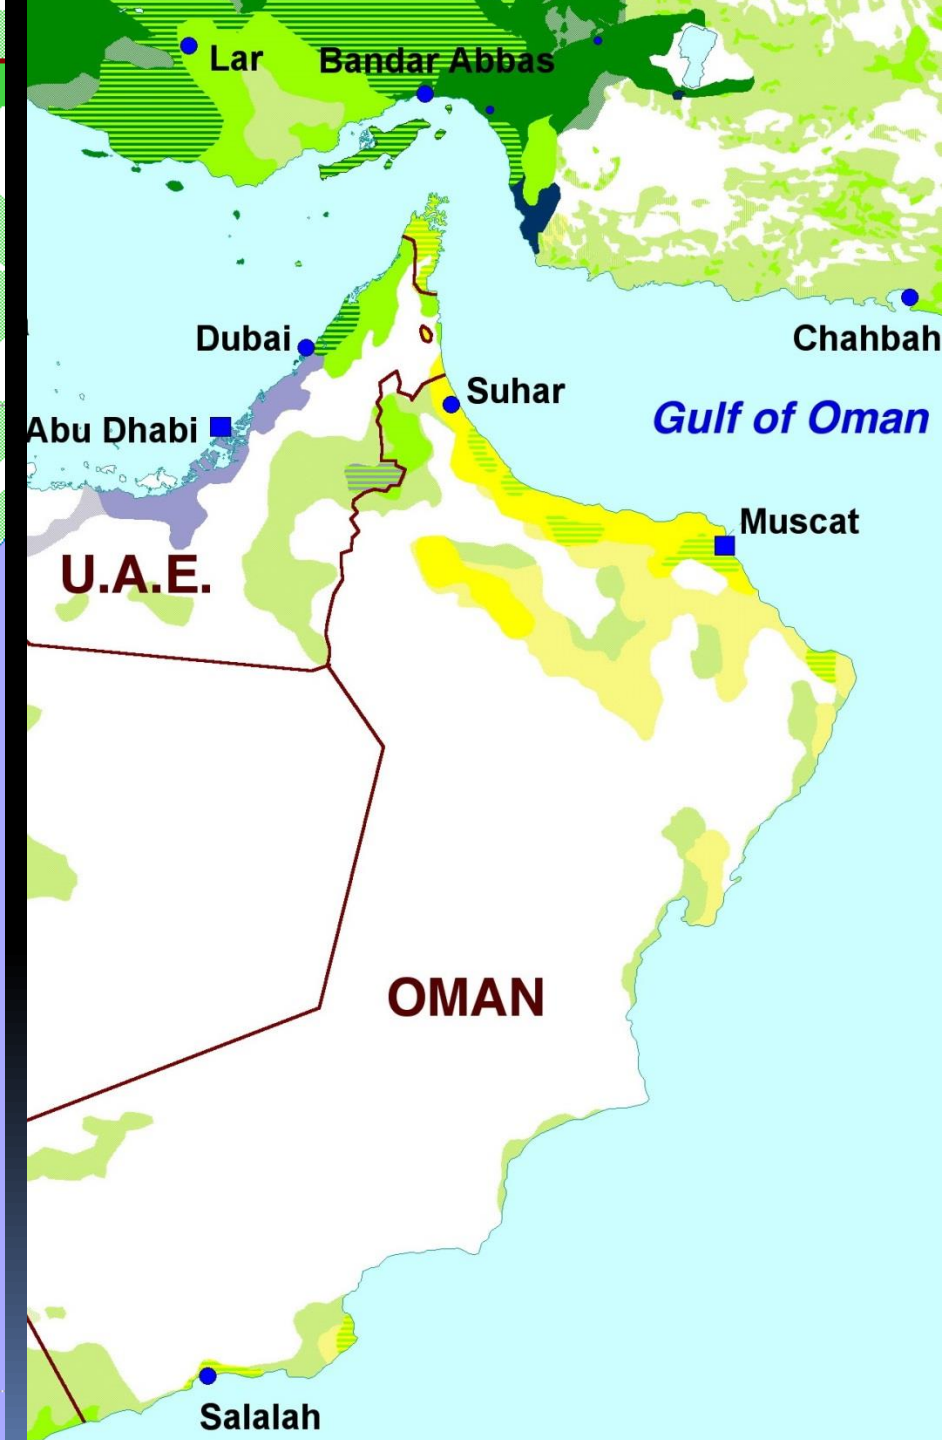 Lar
Bandar Abbas
Dubai
Chahbah
Suhar
Abu Dhabi
Gulf of Oman
Muscat
U.A.E.
OMAN
Salalah